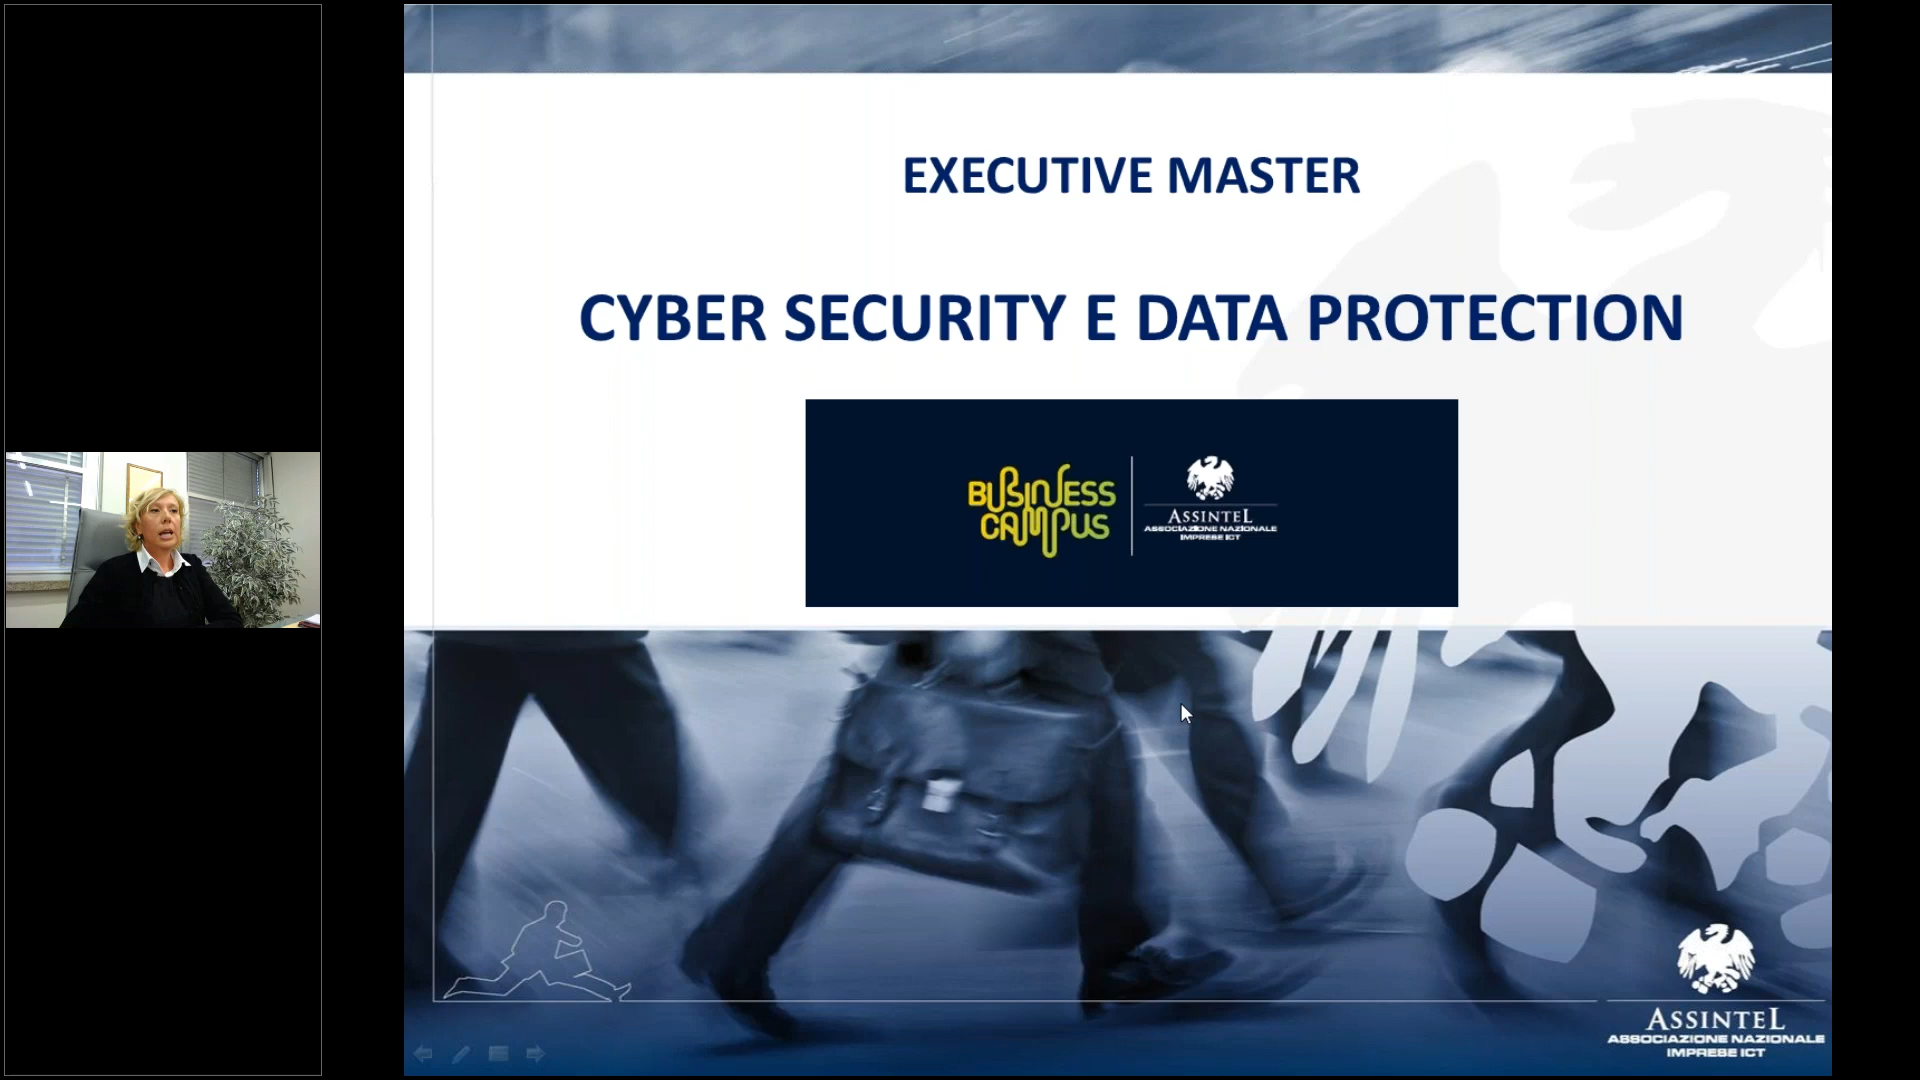 EXECUTIVE MASTER
CYBER SECURITY E DATA PROTECTION
BUSINESS
CAMPUS
ASSINTEL
ASSOCIAZIONE NAZIONALE
IMPRESE ICT
ASSINTEL
ASSOCIAZIONE NAZIONALE
IMPRESE ICT